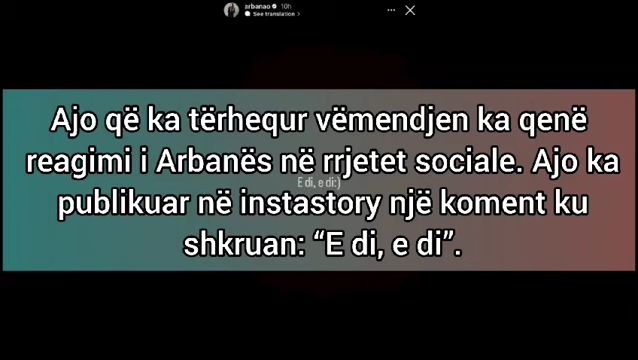 arbanao 10h
See translation >
Ajo që ka tërhequr vëmendjen ka qenë
reagimi i Arbanës në rrjetet sociale. Ajo ka
E di, e di:)
publikuar në instastory një koment ku
shkruan: “E di, e di”.